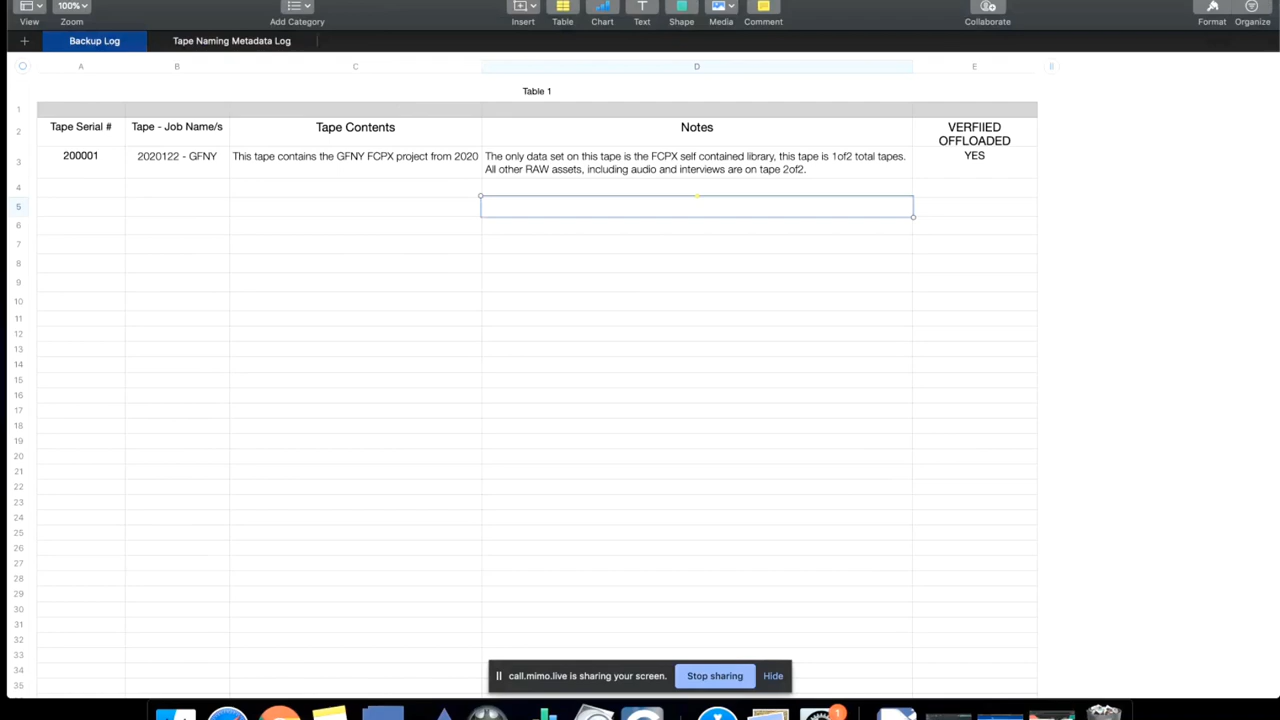 100%
View
Zoom
Add Category
Insert
Table
Chart
Text
Shape
Media
Comment
Collaborate
Format
Organize
+
Backup Log
Tape Naming Metadata Log
A
B
C
D
E
Table 1
1
2
Tape Serial #
Tape - Job Name/s
Tape Contents
Notes
VERFIIED
OFFLOADED
3
200001
2020122 - GFNY
This tape contains the GFNY FCPX project from 2020
The only data set on this tape is the FCPX self contained library, this tape is 1of2 total tapes.
All other RAW assets, including audio and interviews are on tape 2of2.
YES
4
5
6
7
8
9
10
11
12
13
14
15
16
17
18
19
20
21
22
23
24
25
26
27
28
29
30
31
32
33
34
35
call.mimo.live is sharing your screen.
Stop sharing
Hide
1